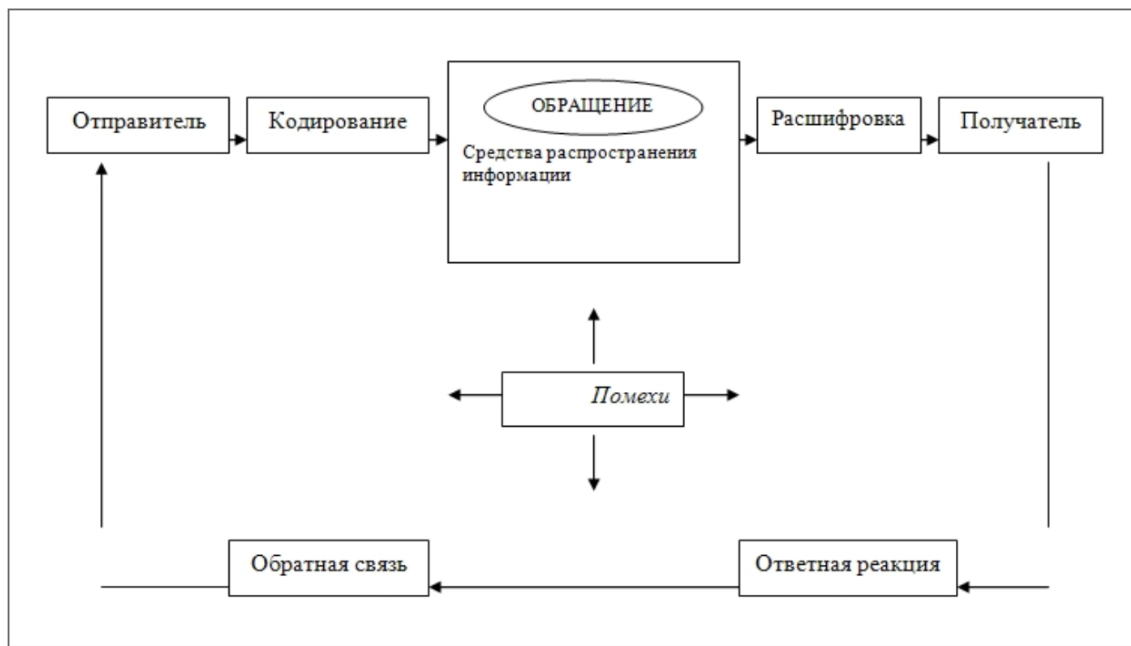 Отправитель
Кодирование
ОБРАЩЕНИЕ
Средства распространения
информации
Расшифровка
Получатель
Помехи
Обратная связь
Ответная реакция